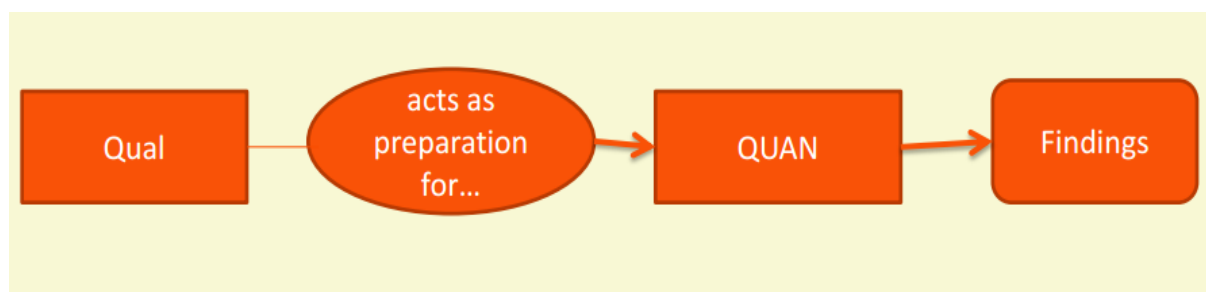 Qual
acts as
preparation
for...
QUAN
Findings